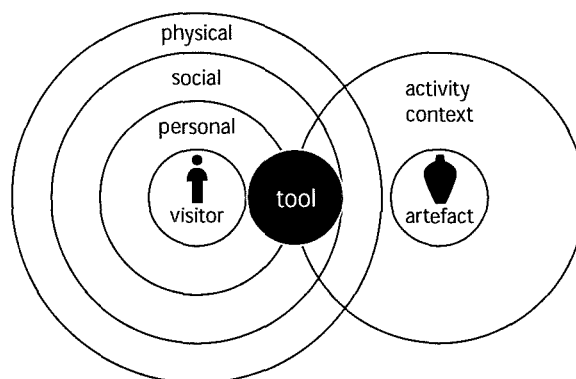 physical
social
personal
visitor
tool
activity
context
artefact